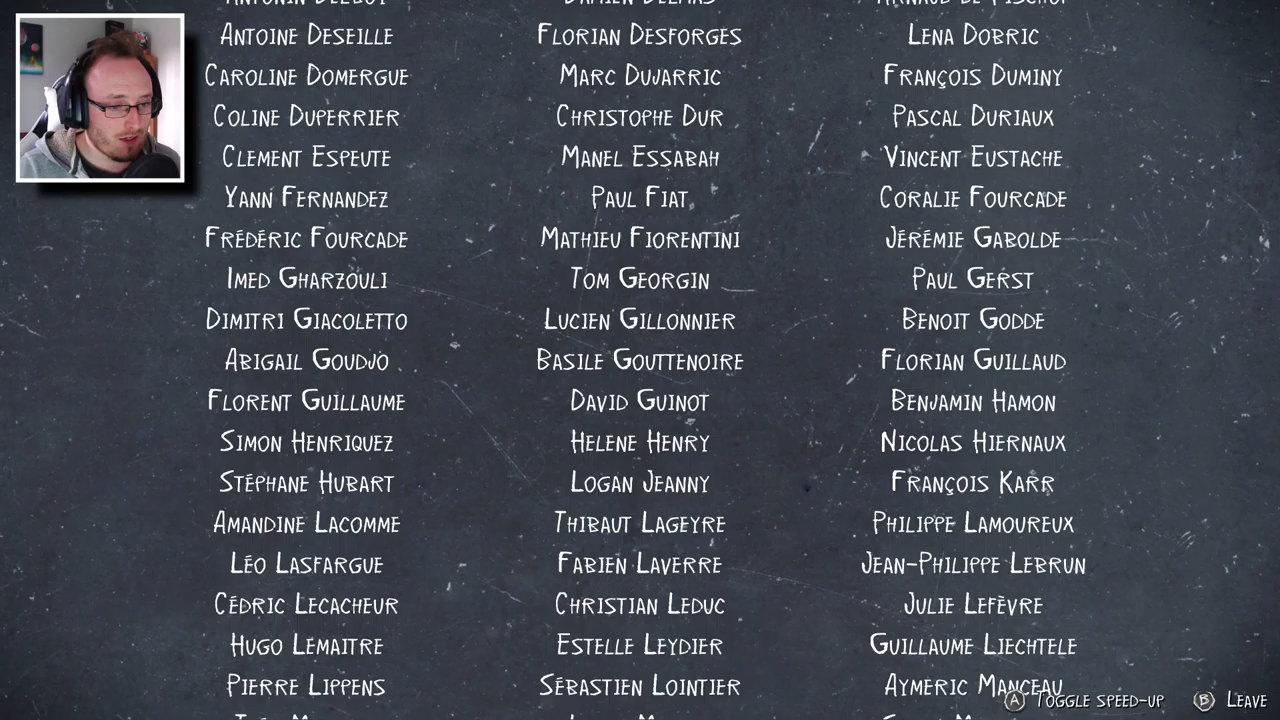 Antoine Deseille Florian Desforges Lena Dobric
Caroline Domergue Marc Dujarric François Duminy
Coline Duperrier Christophe Dur Pascal Duriaux
Clement Espeute Manel Essabah Vincent Eustache
Yann Fernandez Paul Fiat Coralie Fourcade
Frédéric Fourcade Mathieu Fiorentini Jérémie Gabolde
Imed Gharzouli Tom Georgin Paul Gerst
Dimitri Giacoletto Lucien Gillonnier Benoit Godde
Abigail Goudjo Basile Gouttenoire Florian Guillaud
Florent Guillaume David Guinot Benjamin Hamon
Simon Henriquez Helene Henry Nicolas Hiernaux
Stéphane Hubart Logan Jeanny François Karr
Amandine Lacomme Thibaut Lageyre Philippe Lamoureux
Léo Lasfargue Fabien Laverre Jean-Philippe Lebrun
Cédric Lecacheur Christian Leduc Julie Lefèvre
Hugo Lemaitre Estelle Leydier Guillaume Liechtele
Pierre Lippens Sébastien Lointier Aymeric Manceau
A Toggle speed-up B Leave